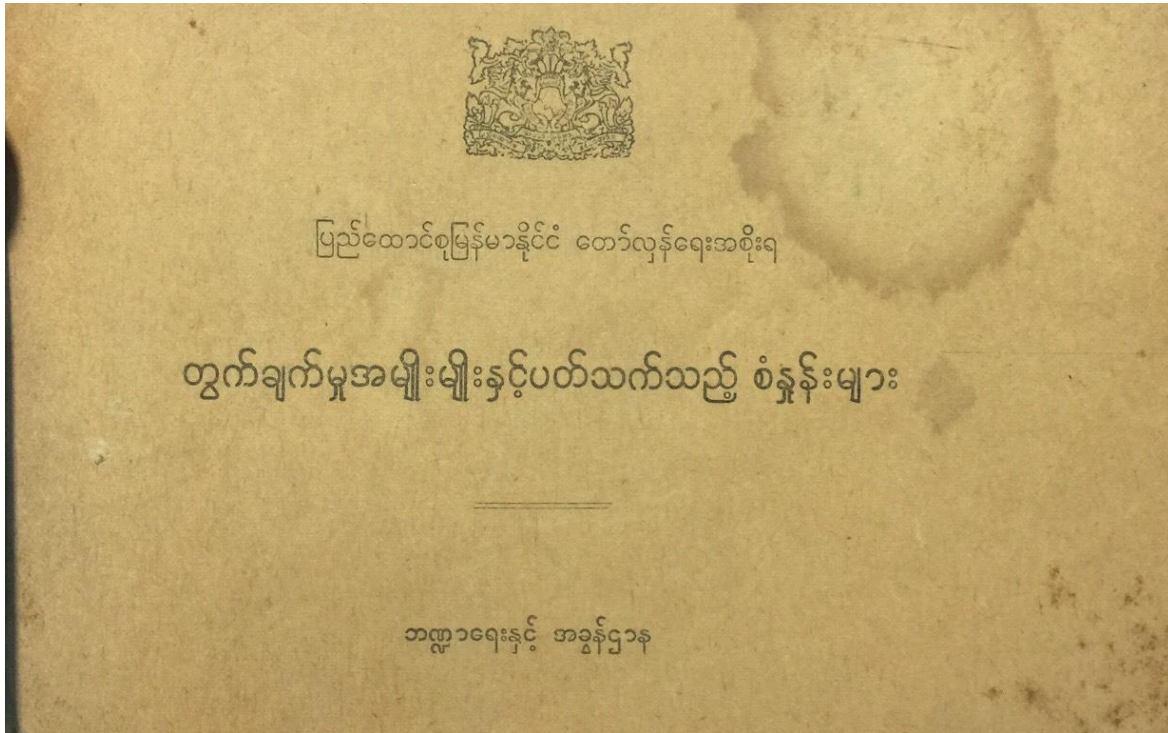 ပြည်ထောင်စုမြန်မာနိုင်ငံ တော်လှန်ရေးအစိုးရ
တွက်ချက်မှုအမျိုးမျိုးနှင့်ပတ်သက်သည့် စံနှုန်းများ
ဘဏ္ဍာရေးနှင့် အခွန်ဌာန